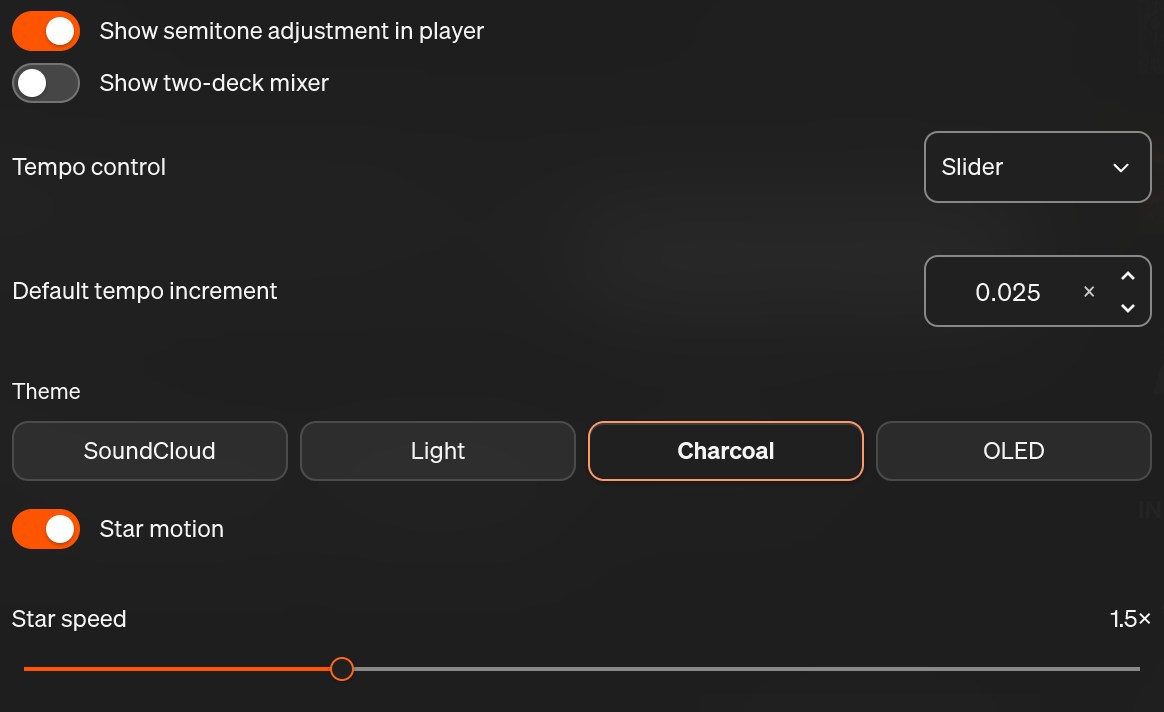 Show semitone adjustment in player
Show two-deck mixer
Tempo control
Slider
Default tempo increment
0.025 ×
Theme
SoundCloud
Light
Charcoal
OLED
Star motion
Star speed
1.5×